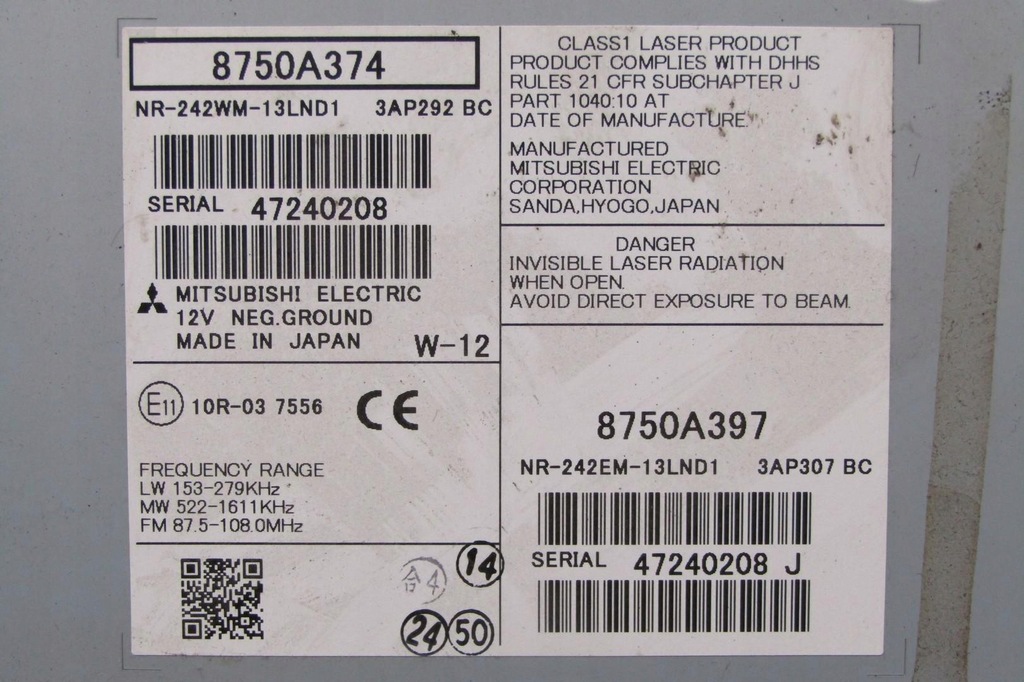 8750A374
NR-242WM-13LND1 3AP292 BC
SERIAL 47240208
MITSUBISHI ELECTRIC
12V NEG.GROUND
MADE IN JAPAN W-12
E11 10R-03 7556 CE
FREQUENCY RANGE
LW 153-279KHz
MW 522-1611KHz
FM 87.5-108.0MHz
合4
14
24 50
CLASS1 LASER PRODUCT
PRODUCT COMPLIES WITH DHHS
RULES 21 CFR SUBCHAPTER J
PART 1040:10 AT
DATE OF MANUFACTURE.
MANUFACTURED
MITSUBISHI ELECTRIC
CORPORATION
SANDA,HYOGO,JAPAN
DANGER
INVISIBLE LASER RADIATION
WHEN OPEN.
AVOID DIRECT EXPOSURE TO BEAM.
8750A397
NR-242EM-13LND1 3AP307 BC
SERIAL 47240208 J